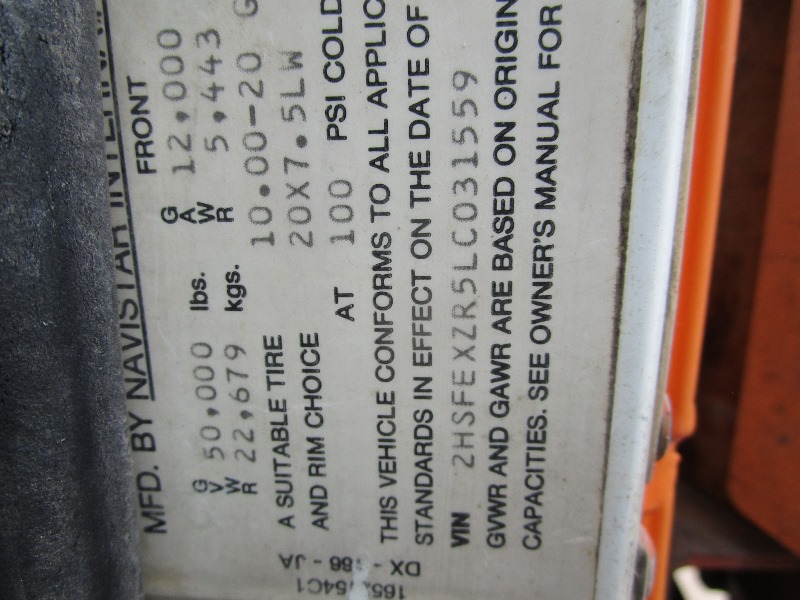 MFD. BY NAVISTAR INTERNA
FRONT
GVWR 50,000 lbs. GAWR 12,000
22,679 kgs. 5,443
A SUITABLE TIRE 10.00-20 G
AND RIM CHOICE 20X7.5LW
AT 100 PSI COLD
THIS VEHICLE CONFORMS TO ALL APPLIC
STANDARDS IN EFFECT ON THE DATE OF
VIN 2HSFEXZR5LC031559
GVWR AND GAWR ARE BASED ON ORIGIN
CAPACITIES. SEE OWNER'S MANUAL FOR